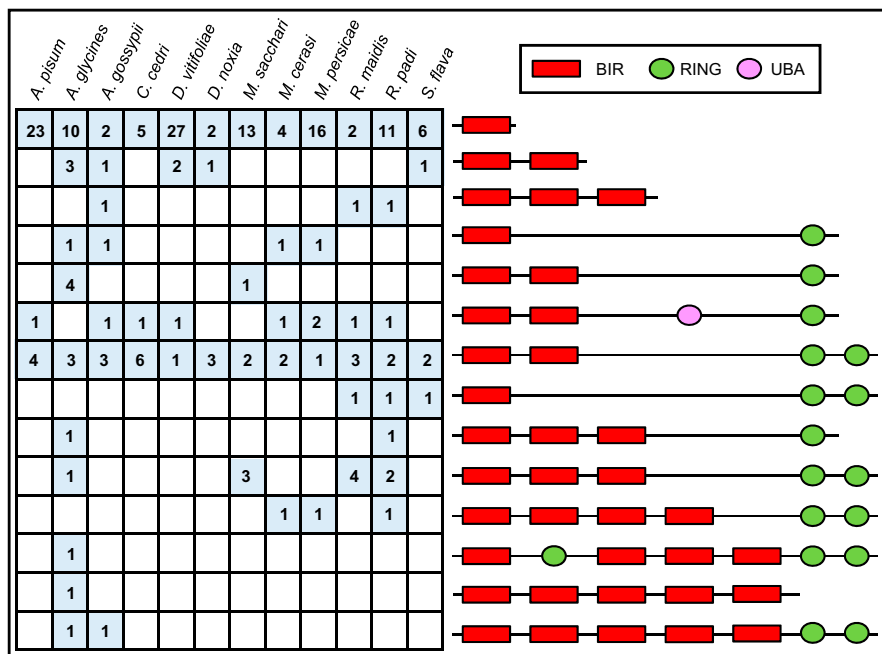 A. pisum A. glycines A. gossypii C. cedri D. vitifoliae D. noxia M. sacchari M. cerasi M. persicae R. maidis R. padi S. flava
BIR RING UBA
23 10 2 5 27 2 13 4 16 2 11 6
3 1 2 1 1
1 1 1
1 1 1 1
4 1
1 1 1 1 1 2 1 1
4 3 3 6 1 3 2 2 1 3 2 2
1 1 1
1 1
1 3 4 2
1 1 1
1
1
1 1